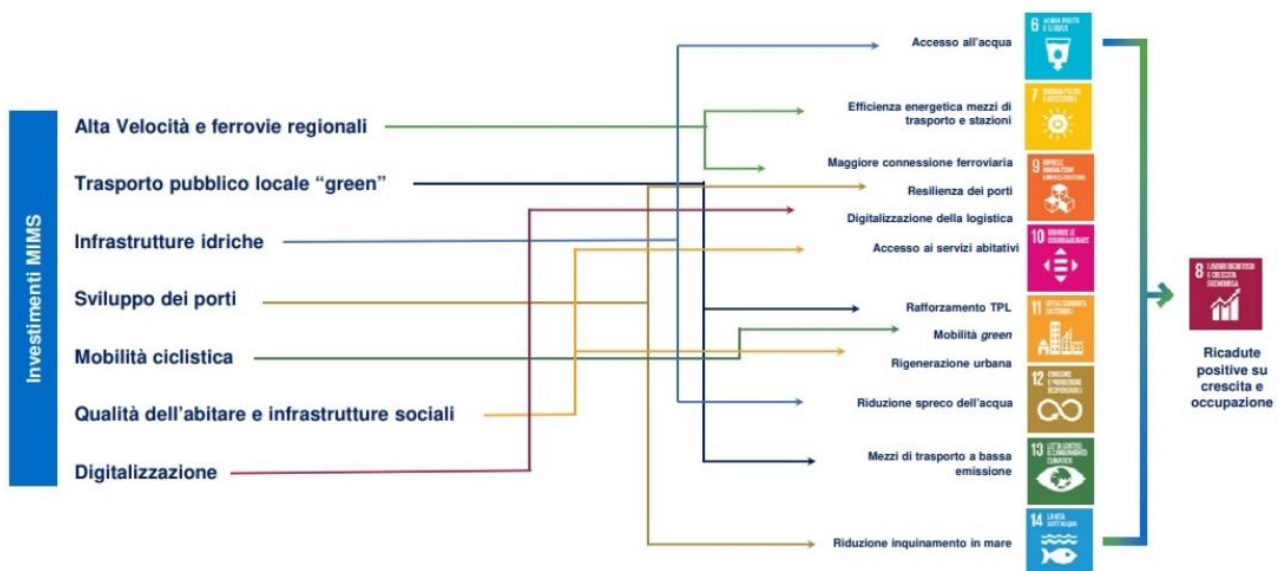 Investimenti MIMS
Alta Velocità e ferrovie regionali
Trasporto pubblico locale “green”
Infrastrutture idriche
Sviluppo dei porti
Mobilità ciclistica
Qualità dell’abitare e infrastrutture sociali
Digitalizzazione
Accesso all’acqua
Efficienza energetica mezzi di
trasporto e stazioni
Maggiore connessione ferroviaria
Resilienza dei porti
Digitalizzazione della logistica
Accesso ai servizi abitativi
Rafforzamento TPL
Mobilità green
Rigenerazione urbana
Riduzione spreco dell’acqua
Mezzi di trasporto a bassa
emissione
Riduzione inquinamento in mare
6
7
9
10
11
12
13
14
8 LAVORO DIGNITOSO
E CRESCITA
ECONOMICA
Ricadute
positive su
crescita e
occupazione